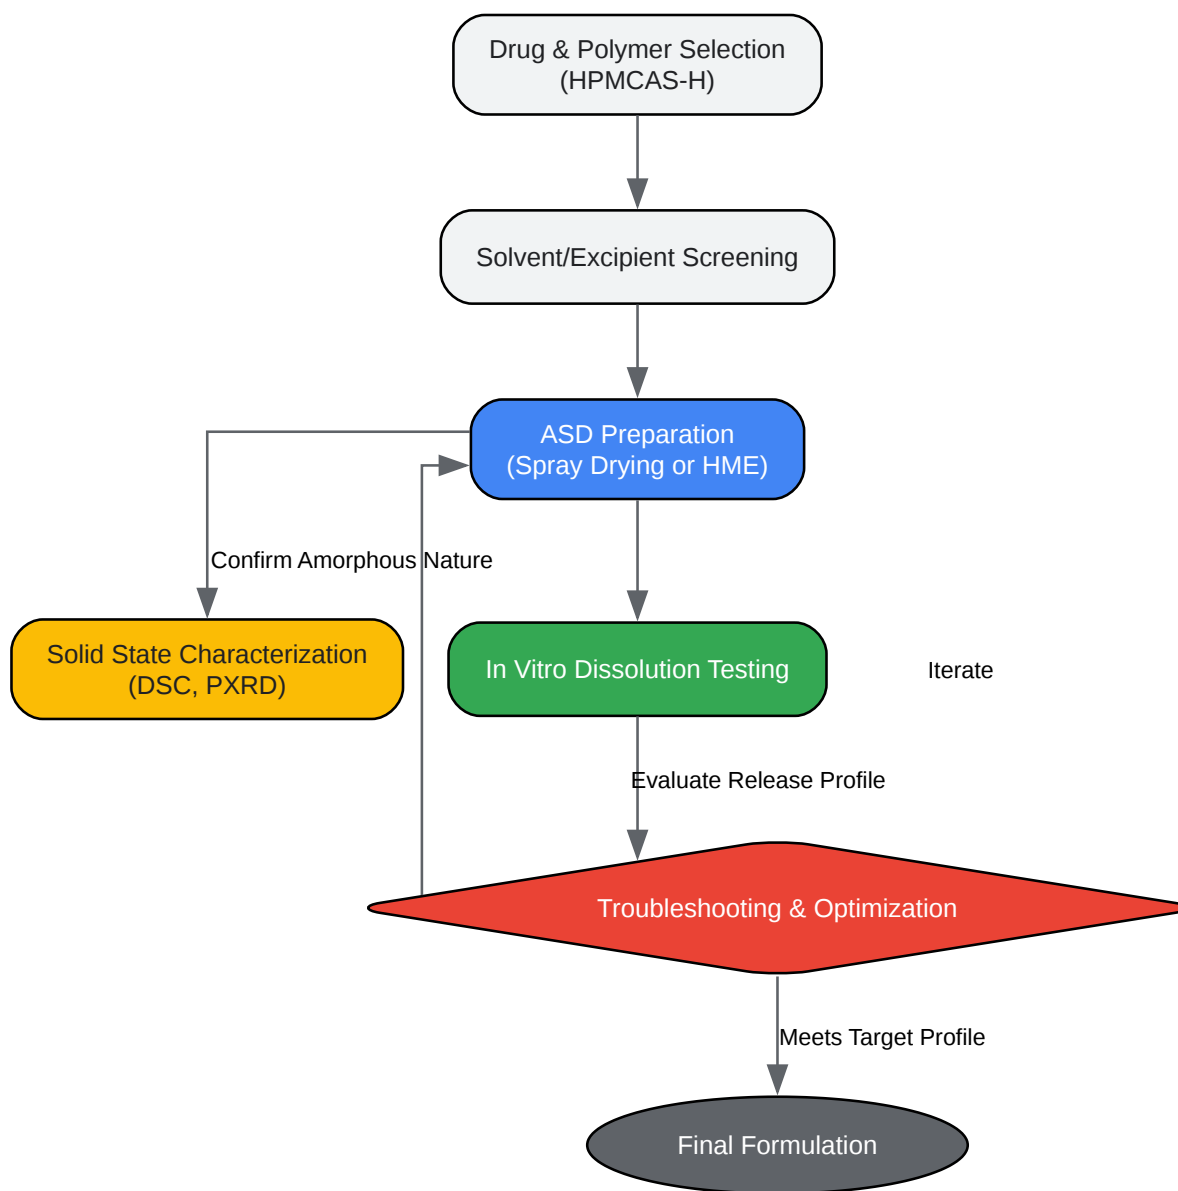 Drug & Polymer Selection
(HPMCAS-H)
Solvent/Excipient Screening
ASD Preparation
(Spray Drying or HME)
Confirm Amorphous Nature
Solid State Characterization
(DSC, PXRD)
In Vitro Dissolution Testing
Iterate
Evaluate Release Profile
Troubleshooting & Optimization
Meets Target Profile
Final Formulation